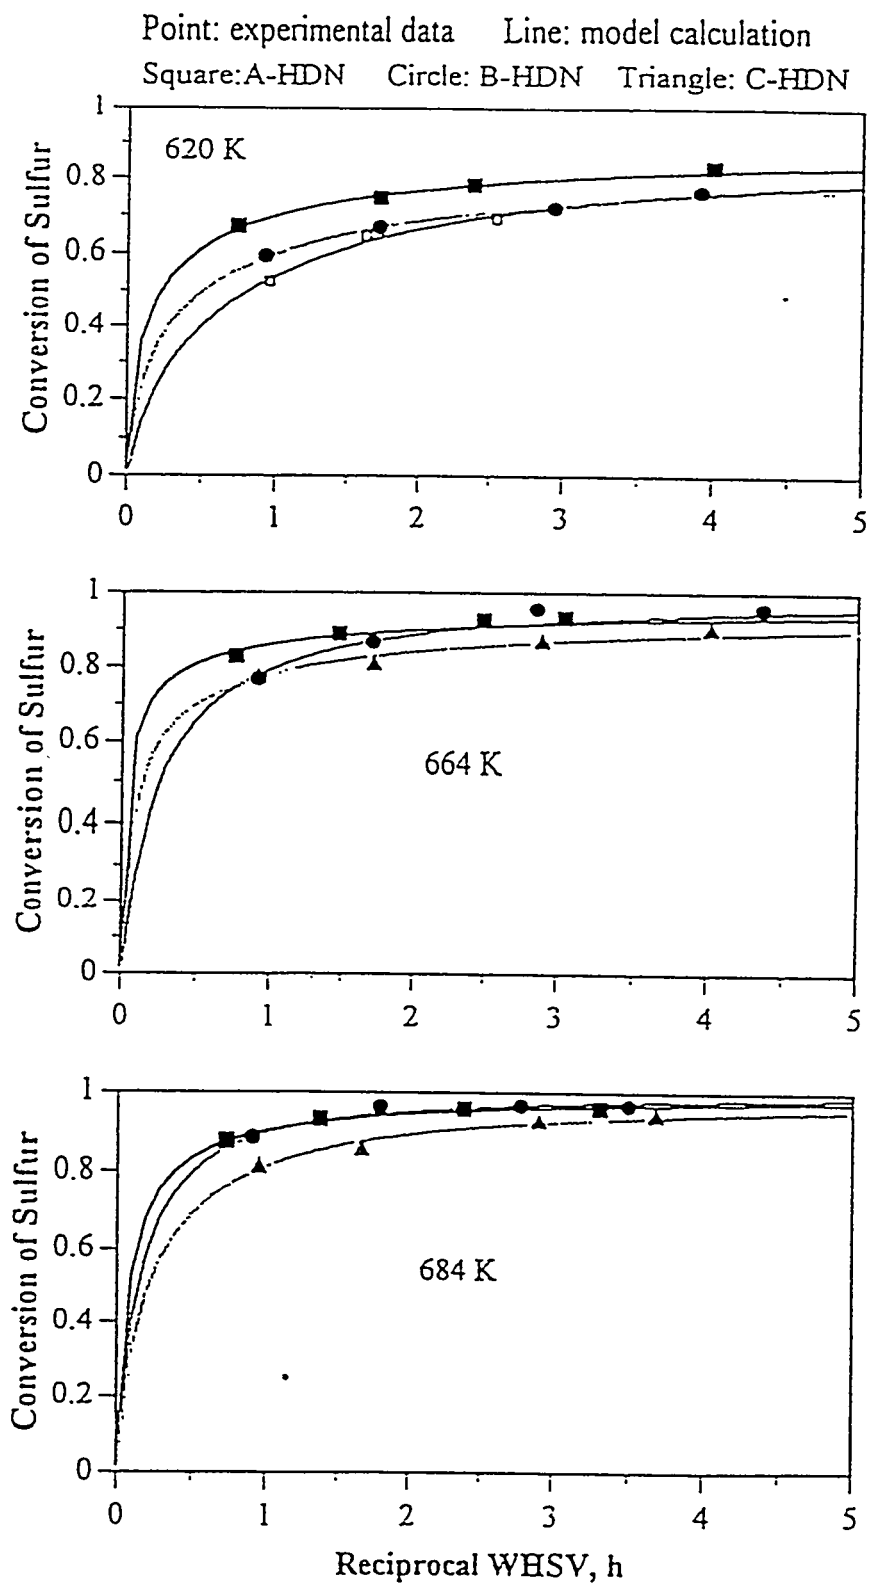 Point: experimental data Line: model calculation
Square:A-HDN Circle: B-HDN Triangle: C-HDN
Conversion of Sulfur
1
0.8
0.6
0.4
0.2
0
620 K
0 1 2 3 4 5
Conversion of Sulfur
1
0.8
0.6
0.4
0.2
0
664 K
0 1 2 3 4 5
Conversion of Sulfur
1
0.8
0.6
0.4
0.2
0
684 K
0 1 2 3 4 5
Reciprocal WHSV, h